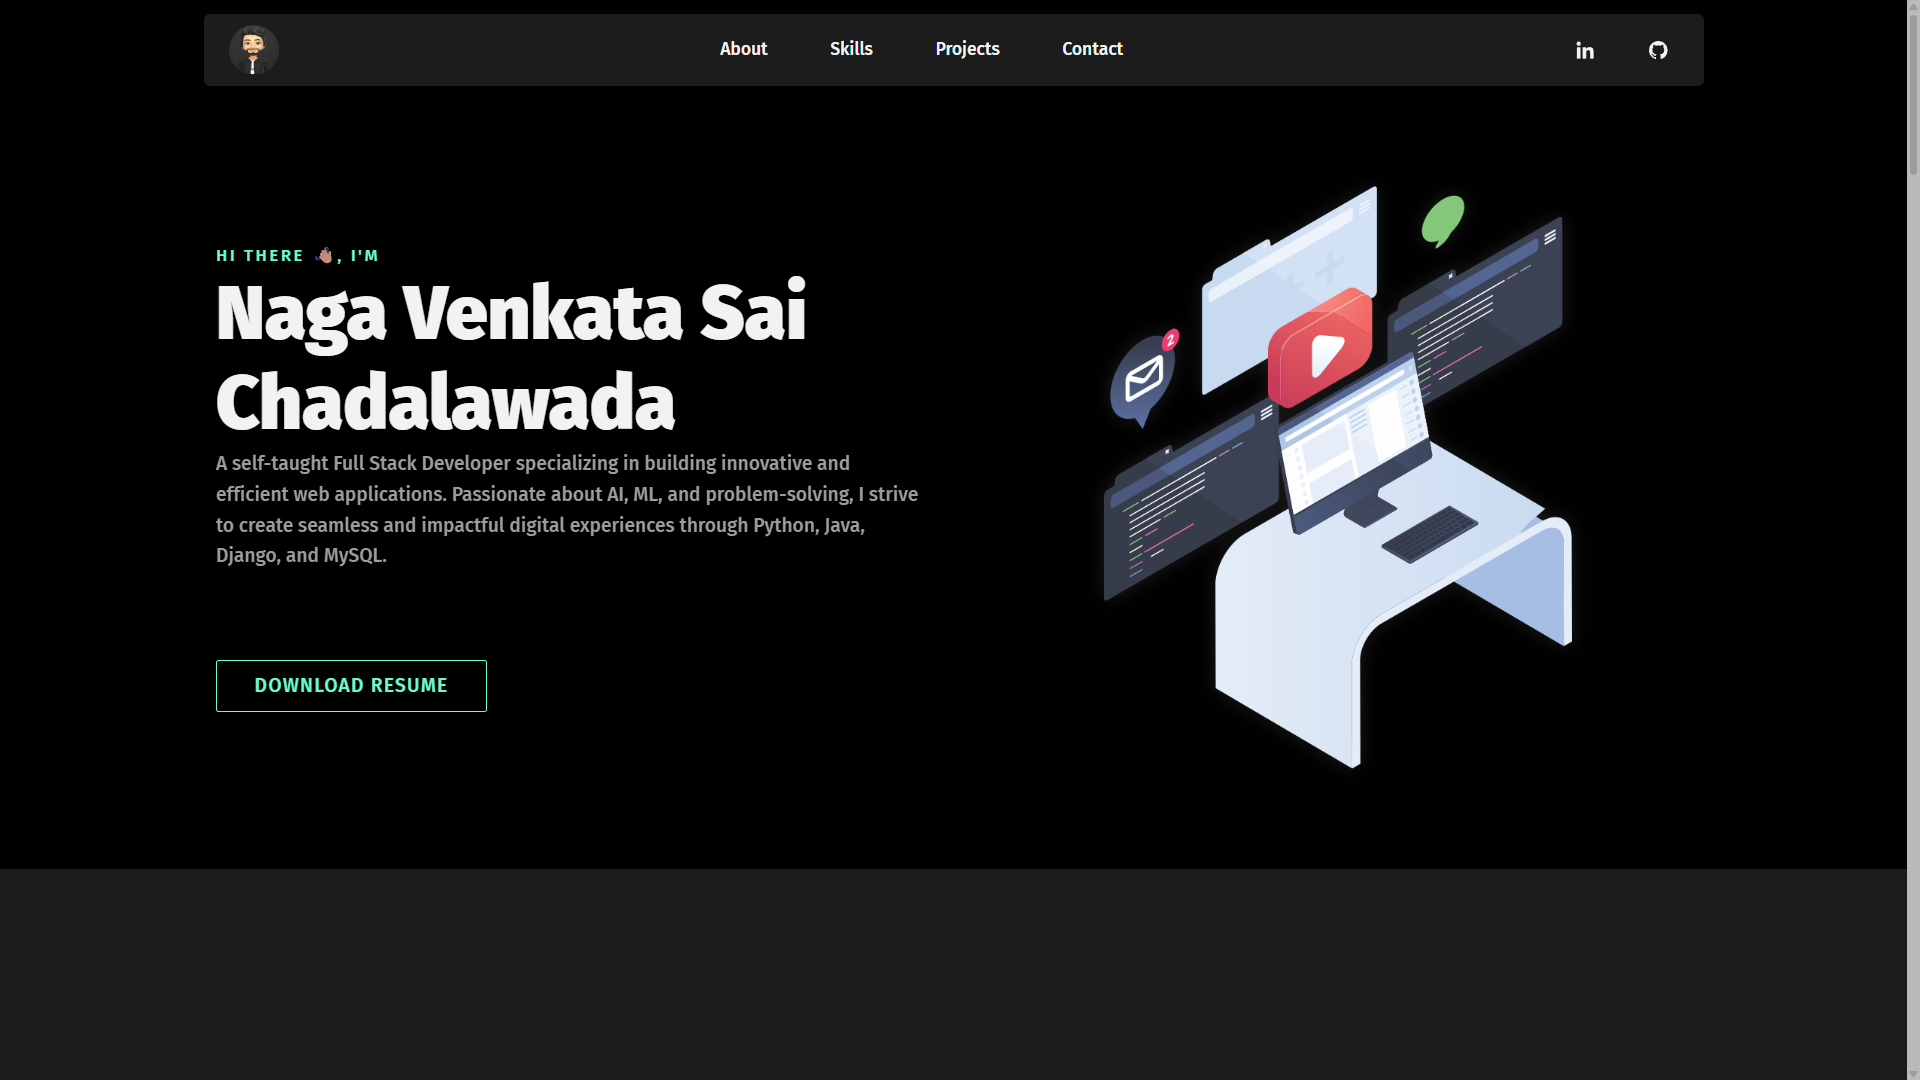 About Skills Projects Contact
HI THERE 👋🏽, I'M
Naga Venkata Sai
Chadalawada
A self-taught Full Stack Developer specializing in building innovative and
efficient web applications. Passionate about AI, ML, and problem-solving, I strive
to create seamless and impactful digital experiences through Python, Java,
Django, and MySQL.
DOWNLOAD RESUME
2